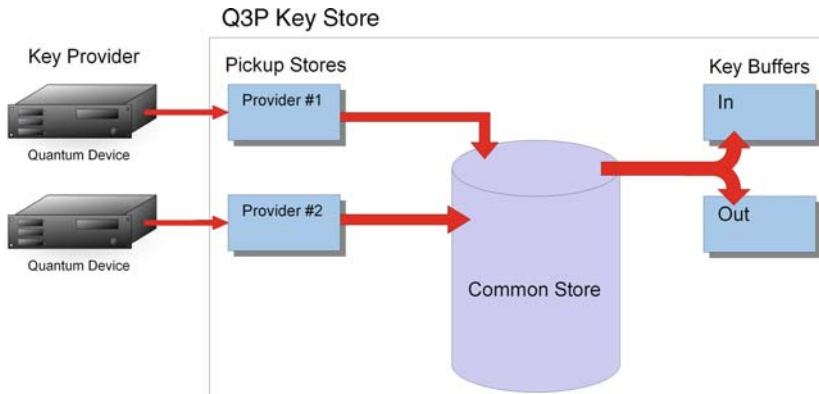 Q3P Key Store
Key Provider
Pickup Stores
Key Buffers
Provider #1
In
Quantum Device
Provider #2
Out
Quantum Device
Common Store